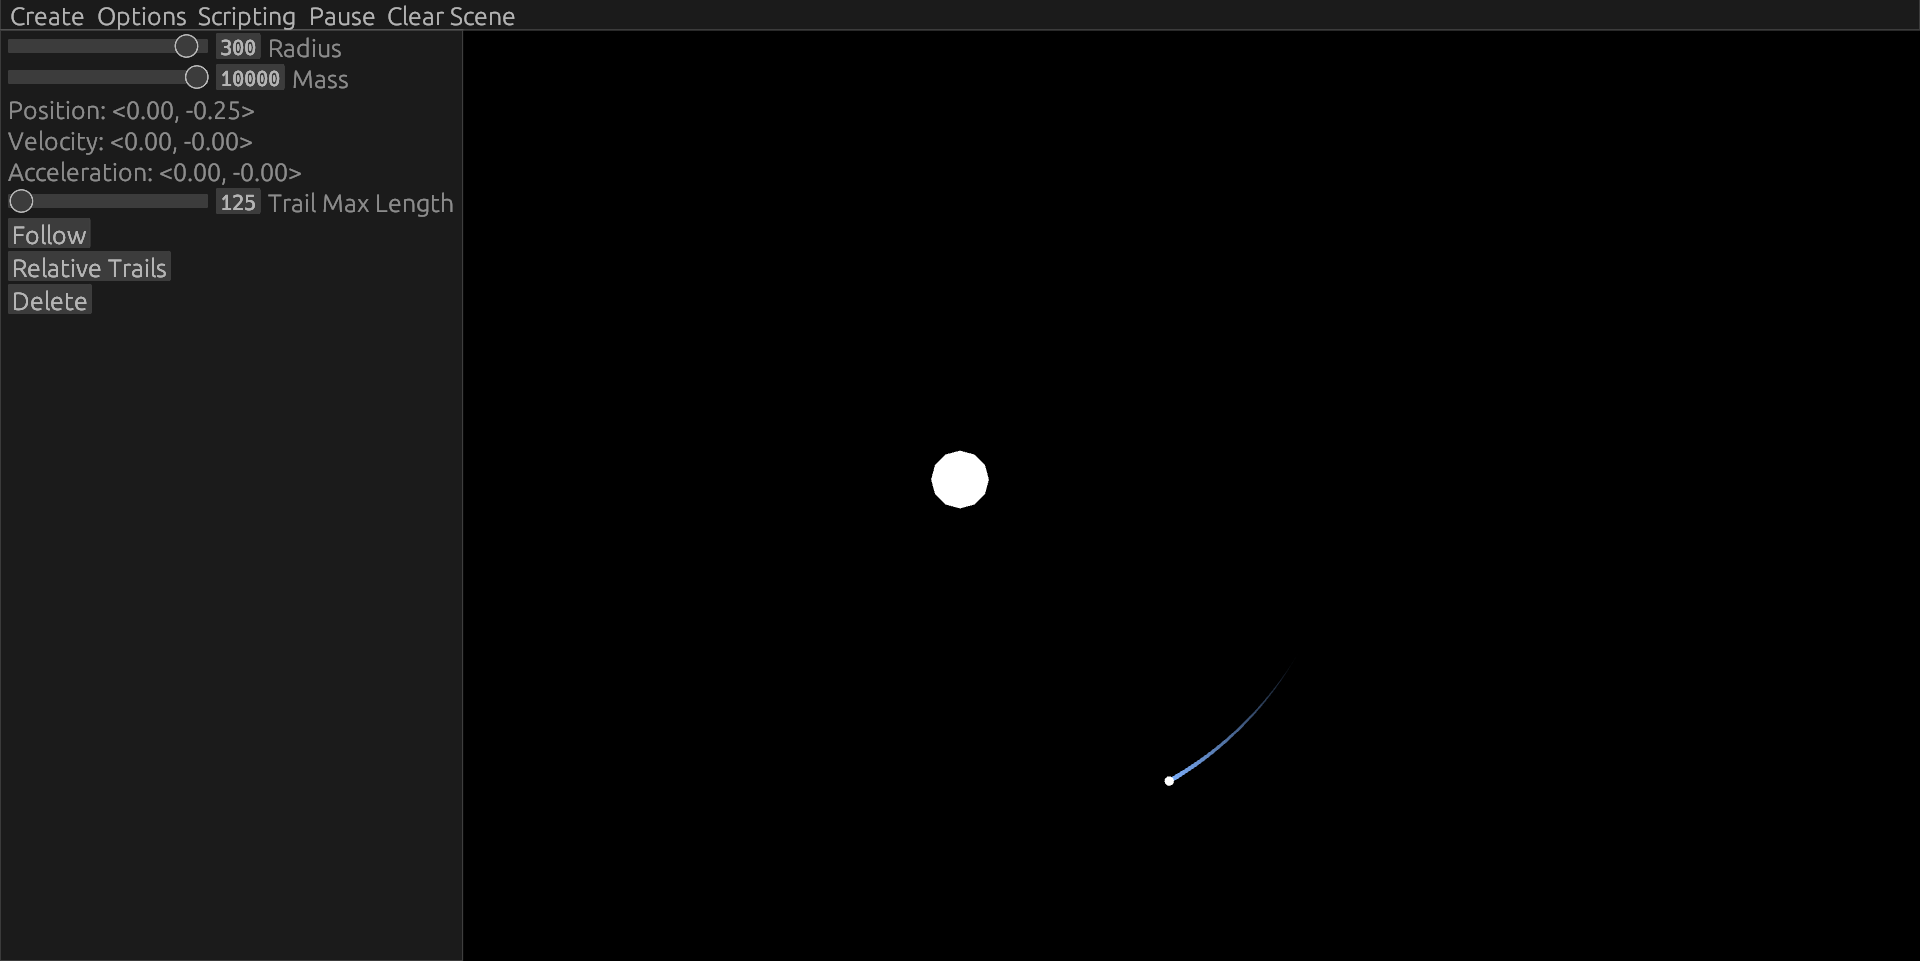 Create Options Scripting Pause Clear Scene
300 Radius
10000 Mass
Position: <0.00, -0.25>
Velocity: <0.00, -0.00>
Acceleration: <0.00, -0.00>
125 Trail Max Length
Follow
Relative Trails
Delete